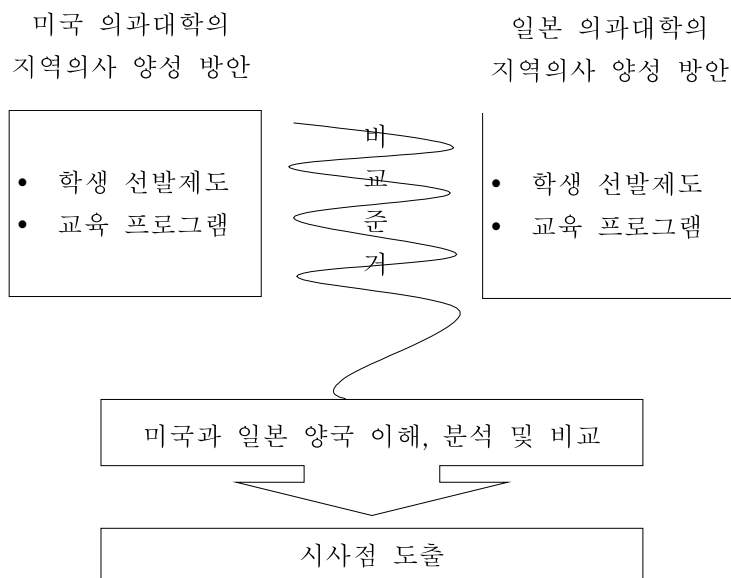 미국 의과대학의
지역의사 양성 방안
• 학생 선발제도
• 교육 프로그램
비
교
준
거
일본 의과대학의
지역의사 양성 방안
• 학생 선발제도
• 교육 프로그램
미국과 일본 양국 이해, 분석 및 비교
시사점 도출